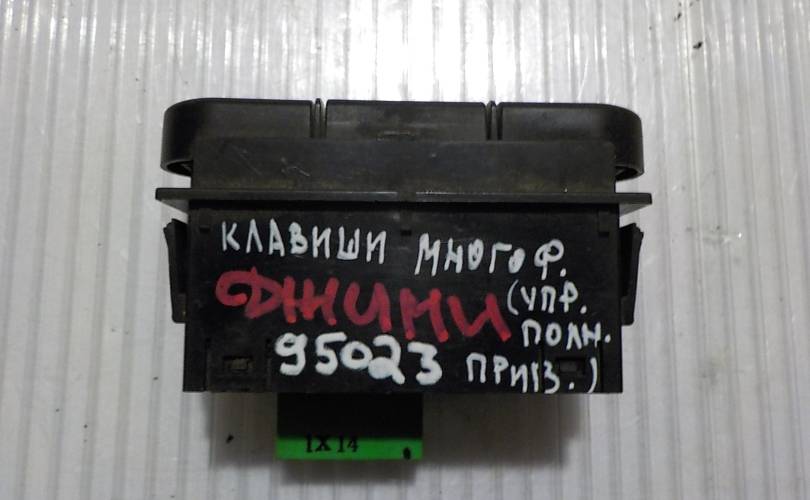 КЛАВИШИ МНОГОФ.
ДЖИМИ (УПР.
95023 ПОЛН.
ПРИВ.)
1X14